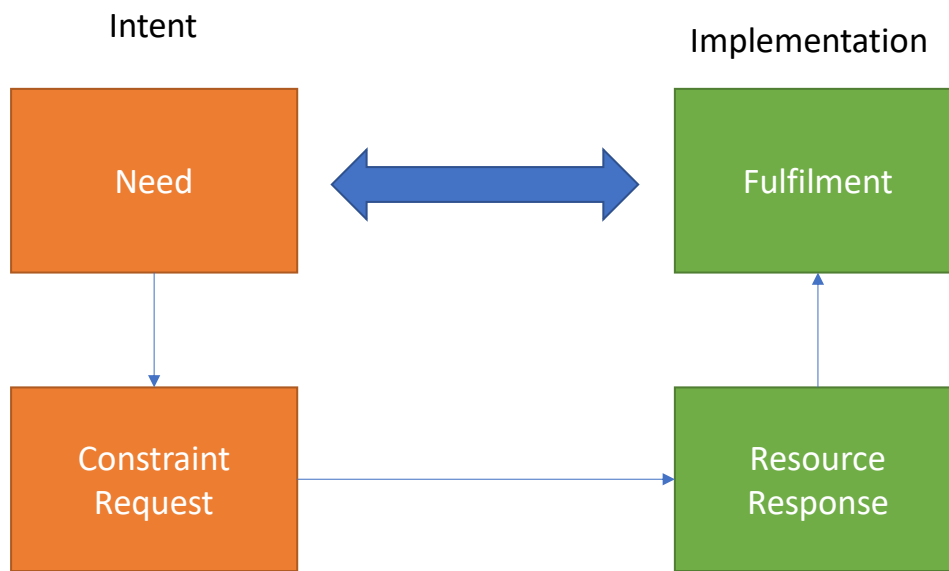 Intent
Implementation
Need
Fulfilment
Constraint
Request
Resource
Response